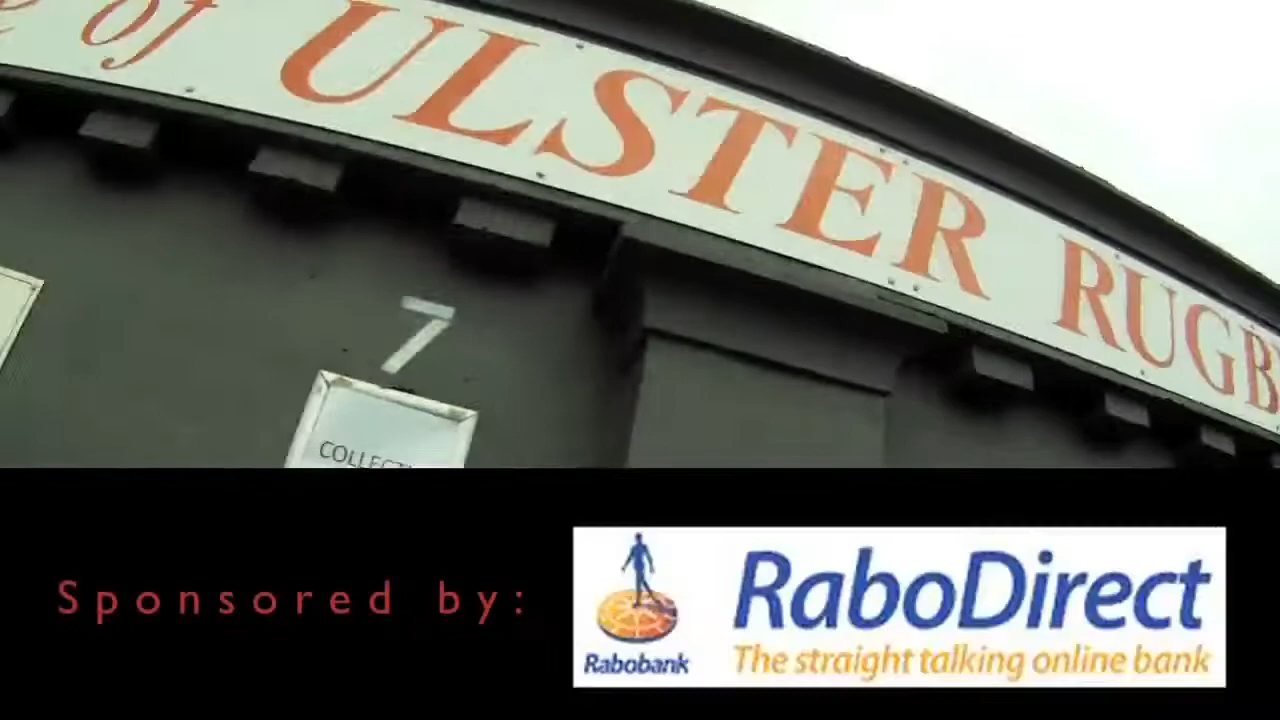 of ULSTER RUGB
7
COLLECT
Sponsored by:
RaboDirect
Rabobank
The straight talking online bank